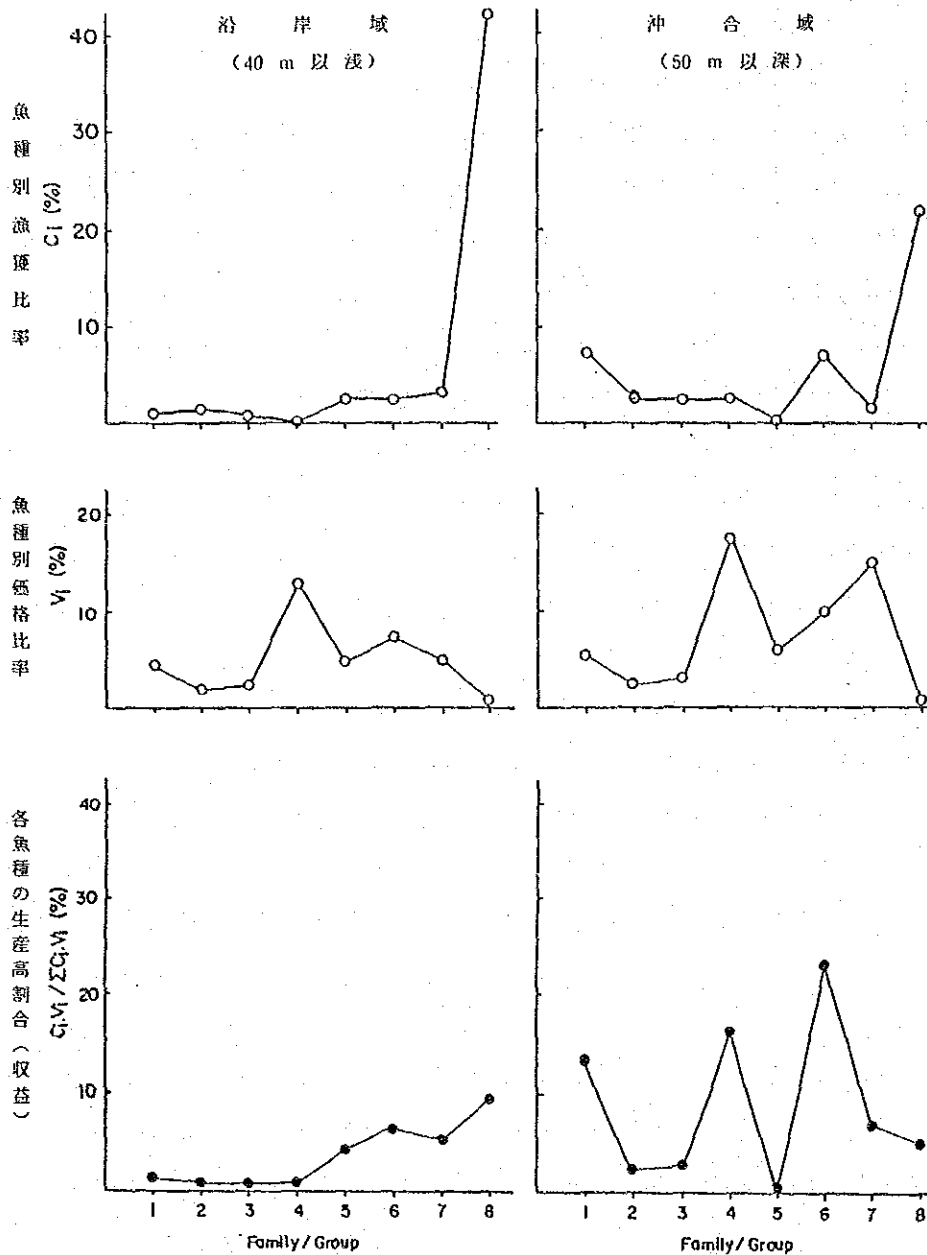 沿岸域
(40 m 以浅)
沖合域
(50 m 以深)
魚種別漁獲比率
Ci (%)
40
30
20
10
魚種別価格比率
Vi (%)
20
10
各魚種の生産高割合(収益)
Ci.Vi / ΣCi.Vi (%)
40
30
20
10
1 2 3 4 5 6 7 8
Family/Group
1 2 3 4 5 6 7 8
Family/Group